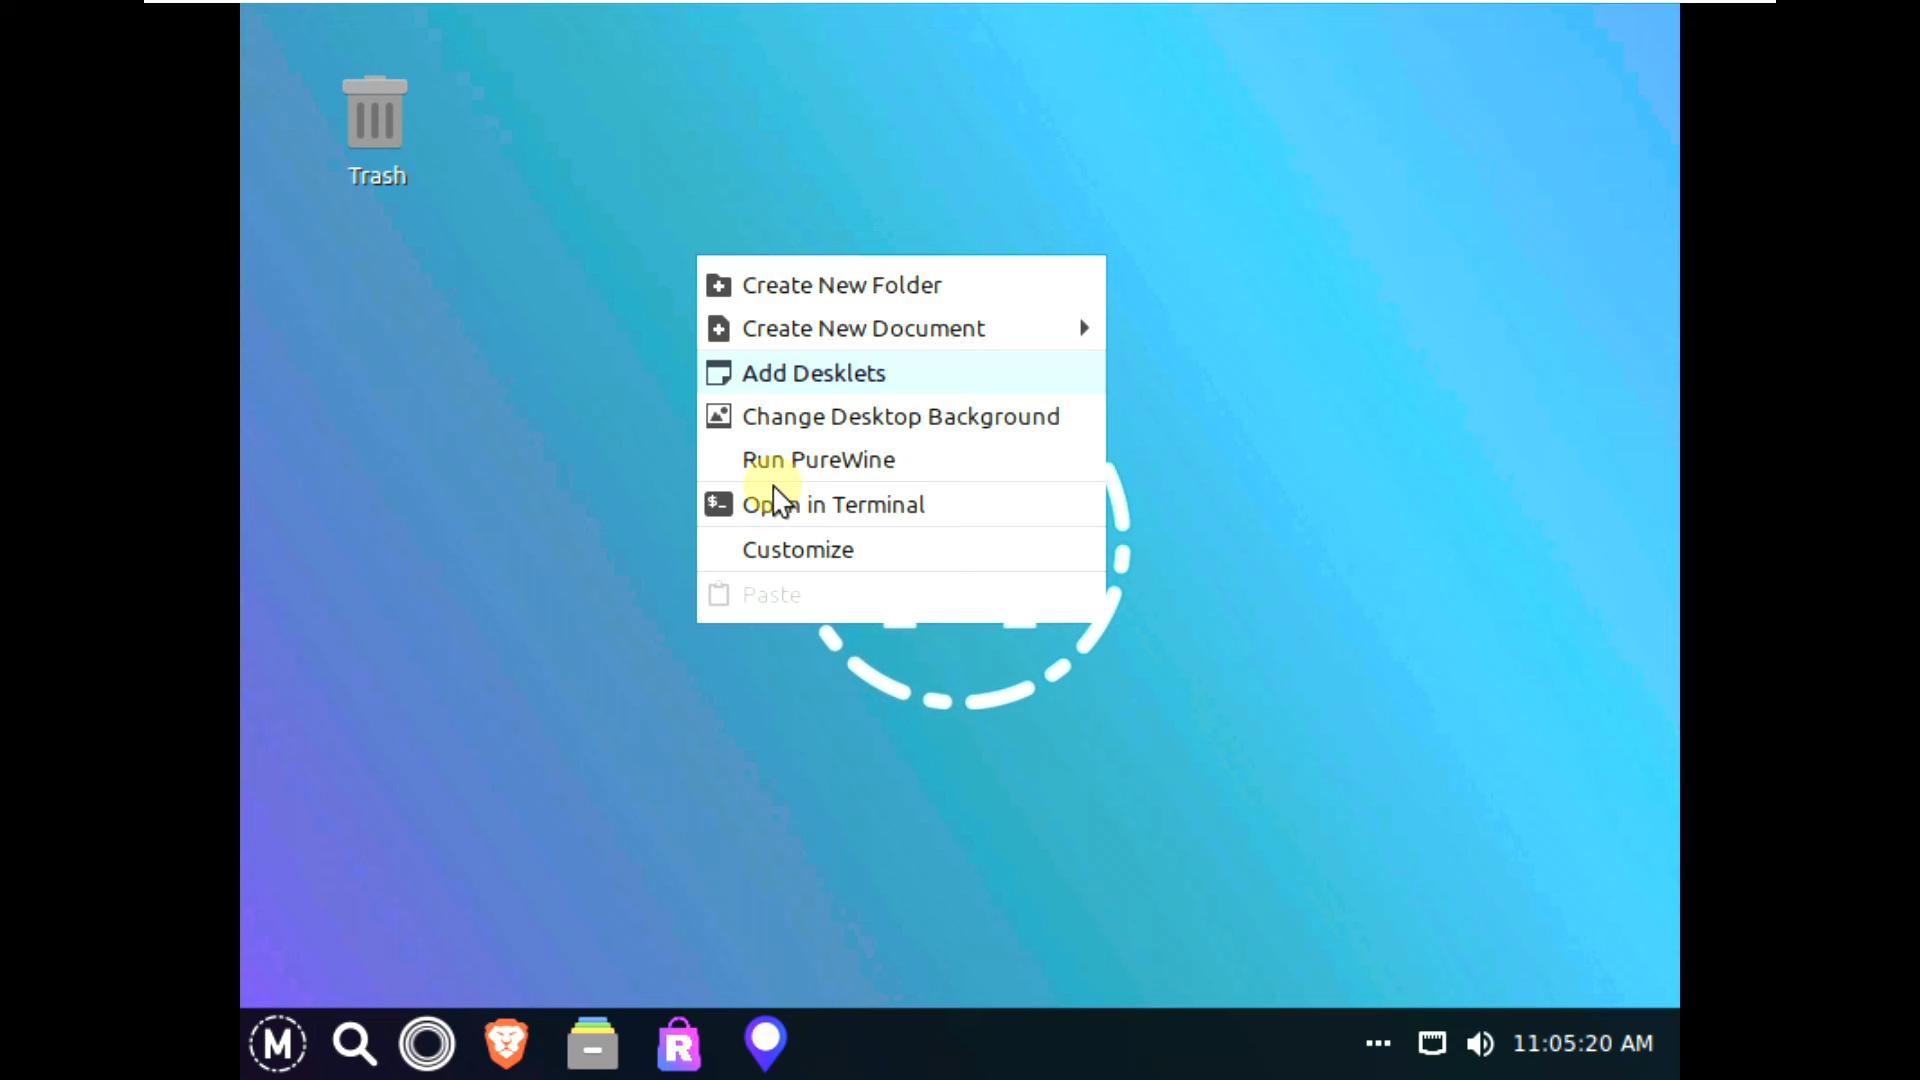 Trash
Create New Folder
Create New Document
Add Desklets
Change Desktop Background
Run PureWine
$_ Open in Terminal
Customize
Paste
M
R
11:05:20 AM